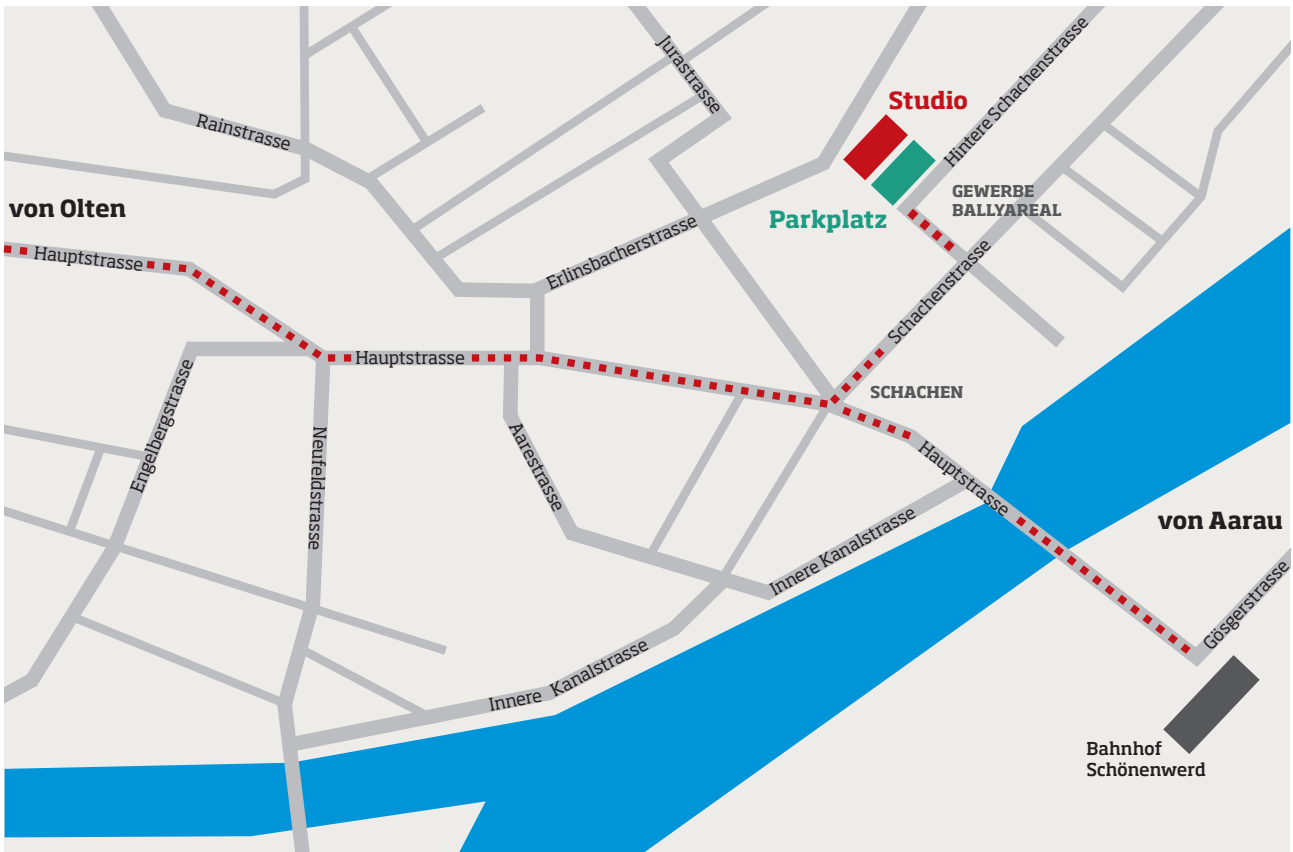 Jurastrasse
Hintere Schachenstrasse
Studio
Rainstrasse
GEWERBE
BALLYAREAL
von Olten
Parkplatz
Erlinsbacherstrasse
Hauptstrasse
Schachenstrasse
Hauptstrasse
SCHACHEN
Engelbergstrasse
Neufeldstrasse
Aarestrasse
Hauptstrasse
von Aarau
Innere Kanalstrasse
Gösgerstrasse
Innere Kanalstrasse
Bahnhof
Schönenwerd